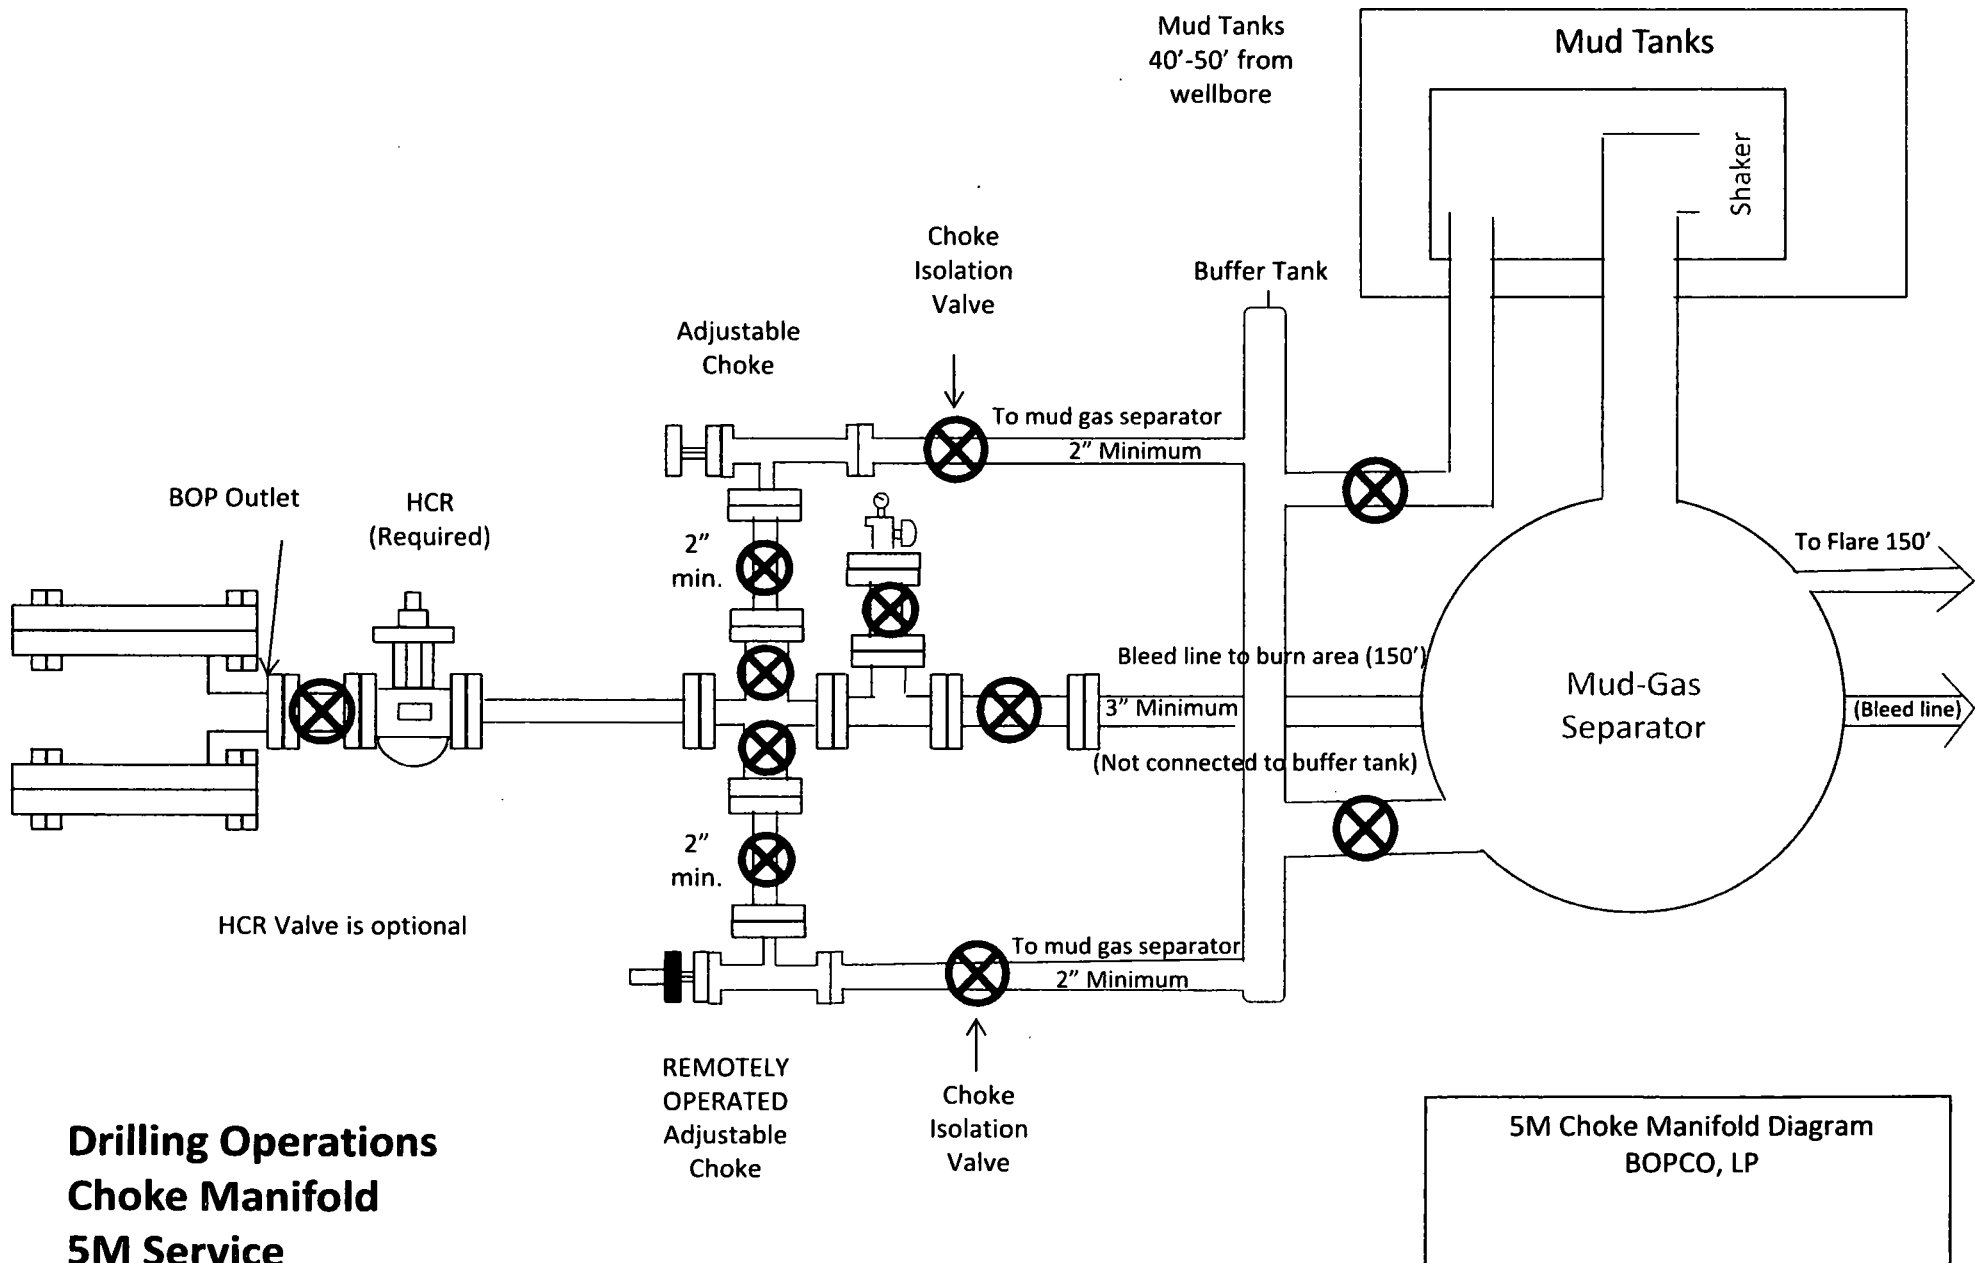 Mud Tanks
40’-50’ from
wellbore
Mud Tanks
Shaker
Choke
Isolation
Valve
Buffer Tank
Adjustable
Choke
To mud gas separator
2” Minimum
BOP Outlet
HCR
(Required)
2”
min.
To Flare 150’
Bleed line to burn area (150’)
3” Minimum
(Not connected to buffer tank)
Mud-Gas
Separator
(Bleed line)
2”
min.
HCR Valve is optional
To mud gas separator
2” Minimum
REMOTELY
OPERATED
Adjustable
Choke
Choke
Isolation
Valve
Drilling Operations
Choke Manifold
5M Service
5M Choke Manifold Diagram
BOPCO, LP